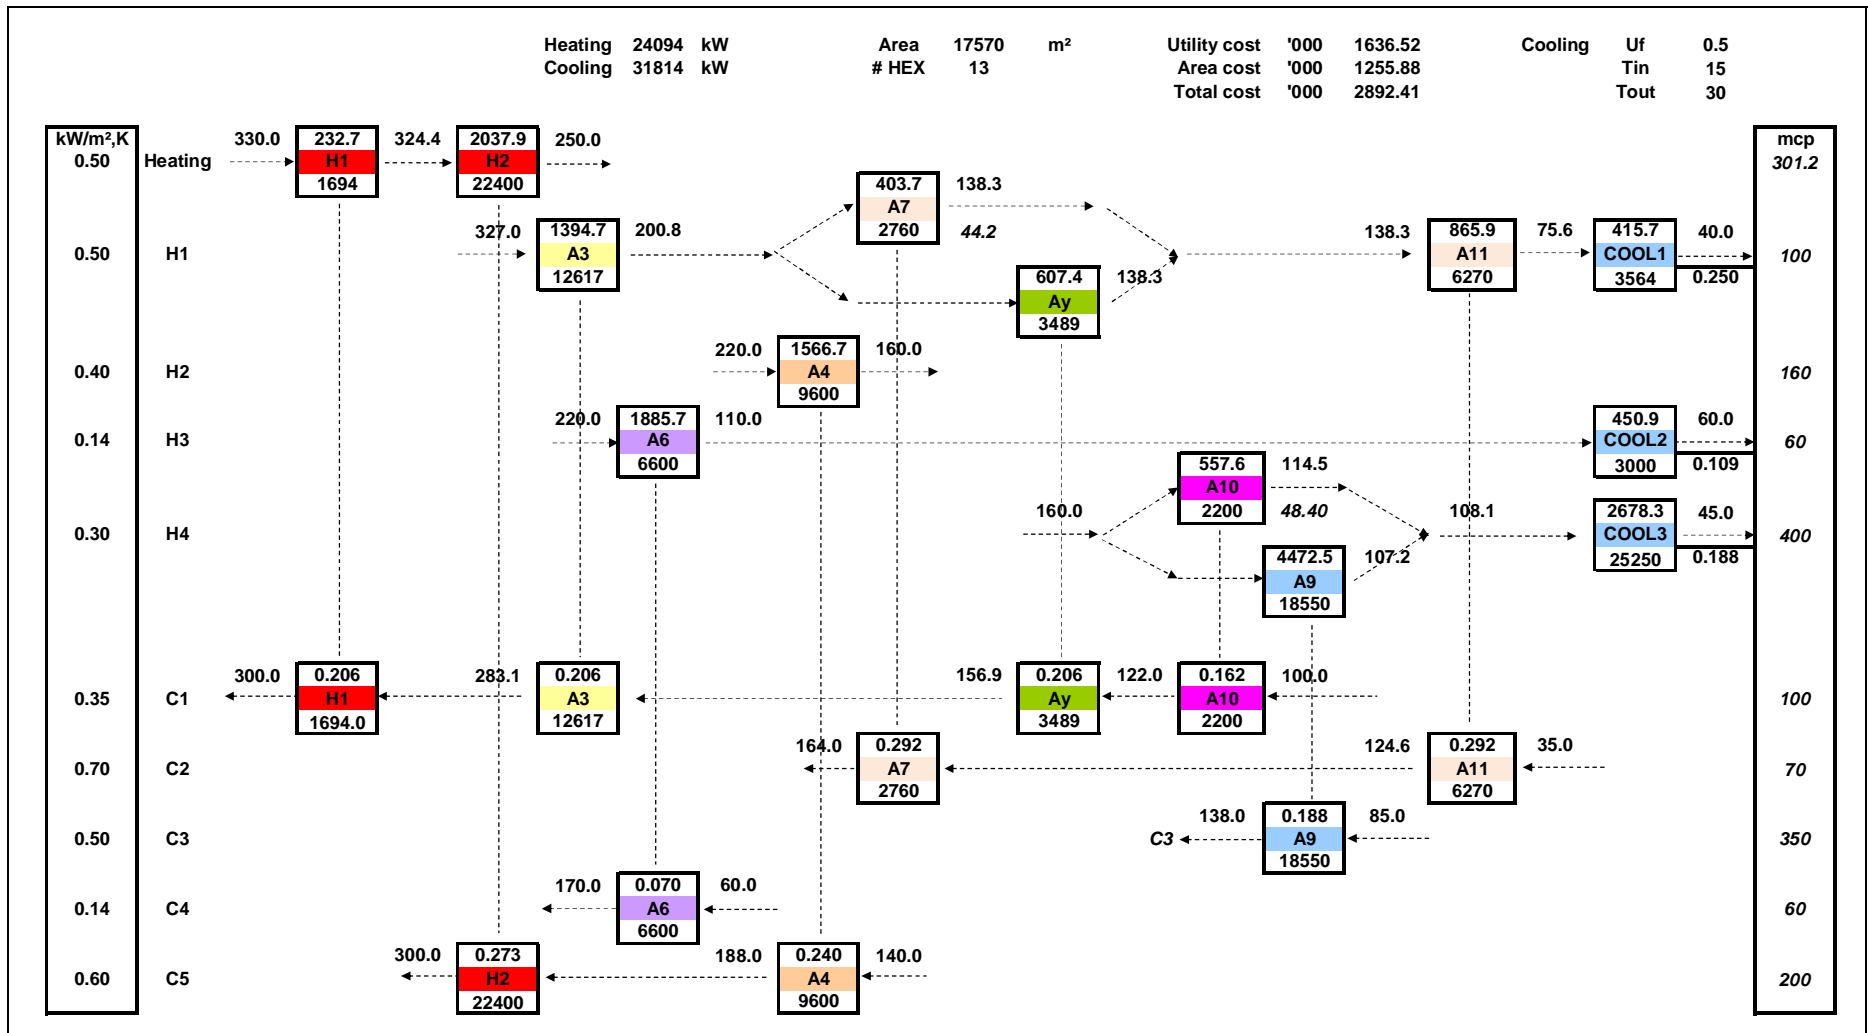 Heating 24094 kW Area 17570 m² Utility cost '000 1636.52 Cooling Uf 0.5
Cooling 31814 kW # HEX 13 Area cost '000 1255.88 Tin 15
Total cost '000 2892.41 Tout 30
kW/m²,K 330.0 232.7 324.4 2037.9 250.0 mcp
0.50 Heating H1 H2 301.2
1694 22400
403.7 138.3
A7
2760 44.2
327.0 1394.7 200.8 138.3 865.9 75.6 415.7 40.0
0.50 H1 A3 A11 COOL1 100
12617 6270 3564 0.250
607.4 138.3
Ay
3489
220.0 1566.7 160.0
0.40 H2 A4 160
9600
220.0 1885.7 110.0 450.9 60.0
0.14 H3 A6 COOL2 60
6600 3000 0.109
557.6 114.5
A10
2200 48.40
160.0 108.1 2678.3 45.0
0.30 H4 COOL3 400
25250 0.188
4472.5 107.2
A9
18550
300.0 0.206 283.1 0.206 156.9 0.206 122.0 0.162 100.0
0.35 C1 H1 A3 Ay A10 100
1694.0 12617 3489 2200
164.0 0.292 124.6 0.292 35.0
0.70 C2 A7 A11 70
2760 6270
138.0 0.188 85.0
0.50 C3 C3 A9 350
18550
170.0 0.070 60.0
0.14 C4 A6 60
6600
300.0 0.273 188.0 0.240 140.0
0.60 C5 H2 A4 200
22400 9600